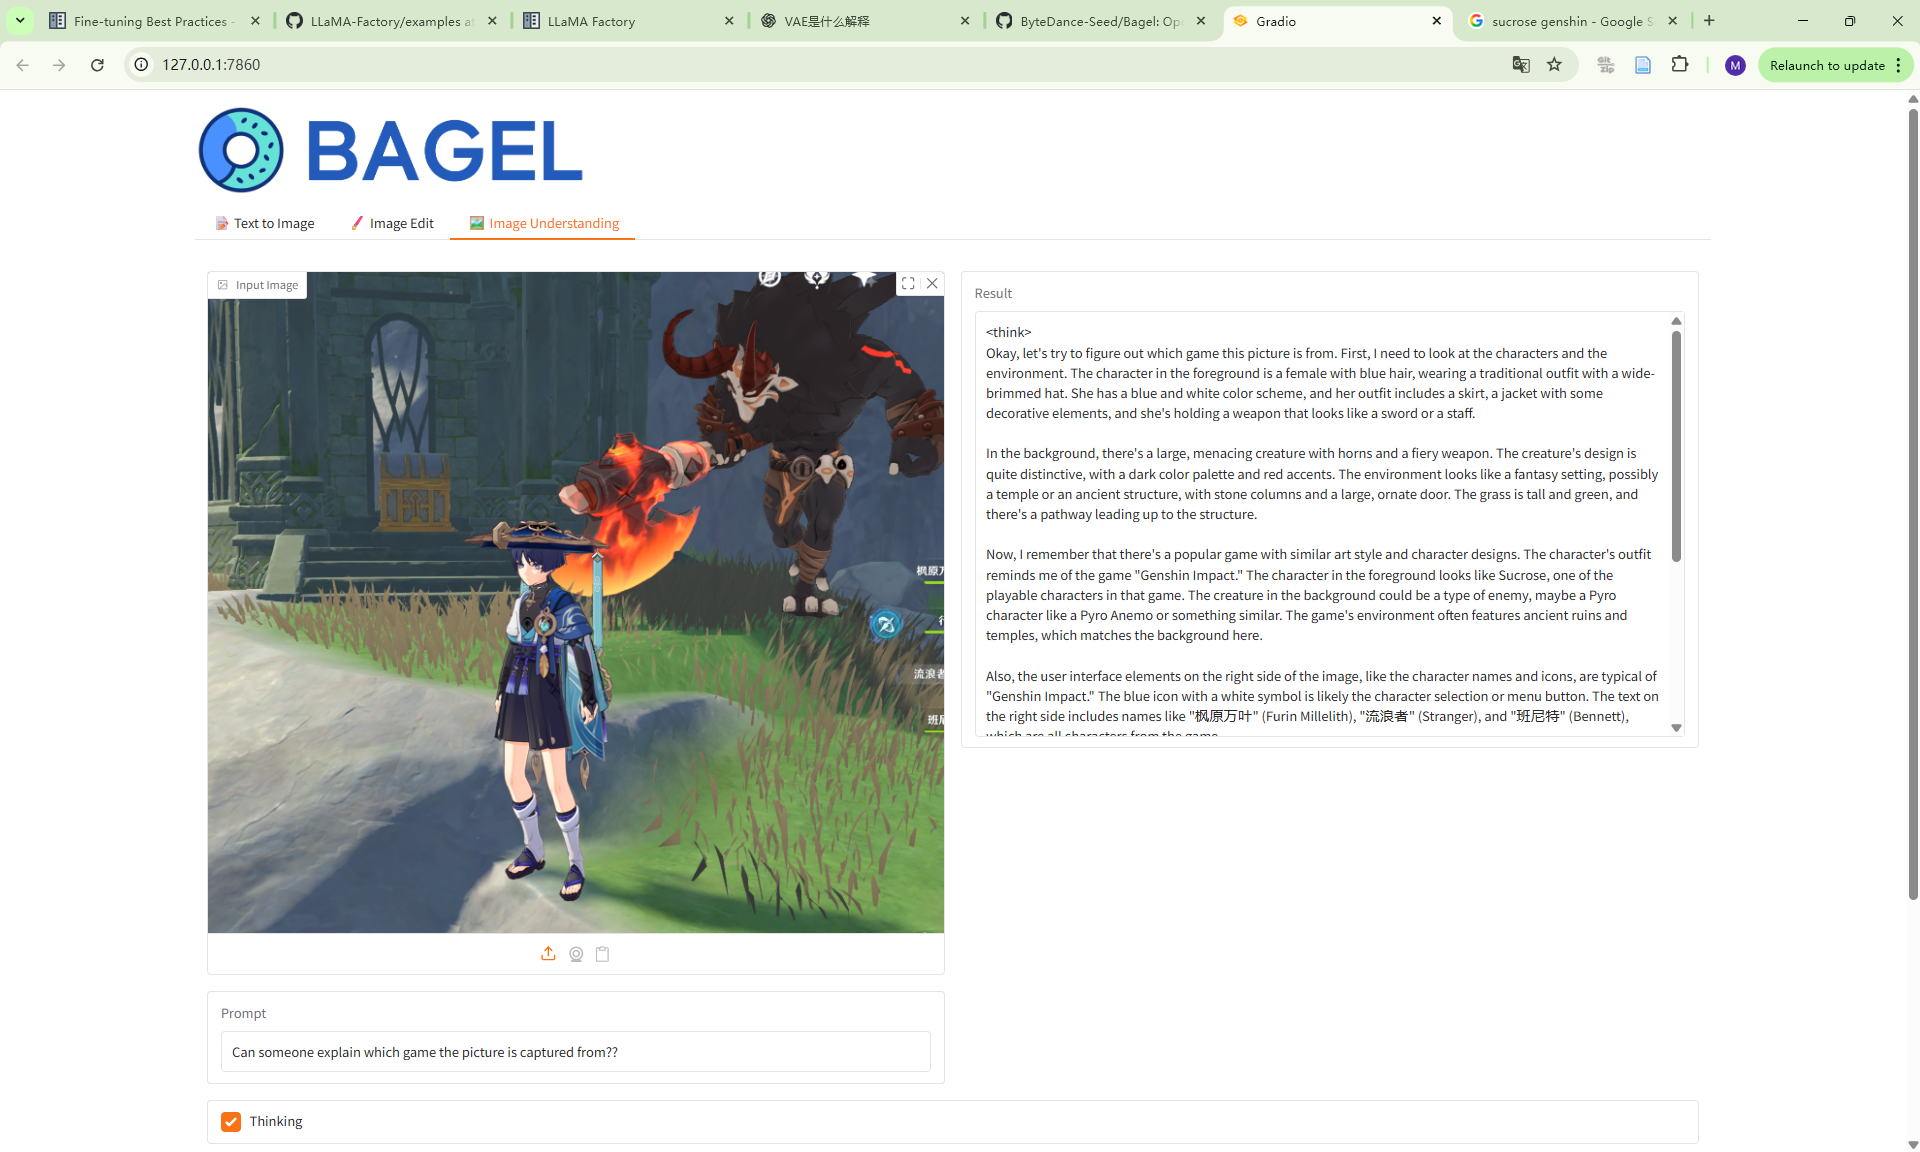 Fine-tuning Best Practices -
LLaMA-Factory/examples at
LLaMA Factory
VAE是什么解释
ByteDance-Seed/Bagel: Ope
Gradio
sucrose genshin - Google S
127.0.0.1:7860
Git
Zip
M
Relaunch to update
BAGEL
Text to Image
Image Edit
Image Understanding
Input Image
枫原万
行
流浪者
班尼
Prompt
Can someone explain which game the picture is captured from??
Thinking
Result
<think>
Okay, let's try to figure out which game this picture is from. First, I need to look at the characters and the
environment. The character in the foreground is a female with blue hair, wearing a traditional outfit with a wide-
brimmed hat. She has a blue and white color scheme, and her outfit includes a skirt, a jacket with some
decorative elements, and she's holding a weapon that looks like a sword or a staff.
In the background, there's a large, menacing creature with horns and a fiery weapon. The creature's design is
quite distinctive, with a dark color palette and red accents. The environment looks like a fantasy setting, possibly
a temple or an ancient structure, with stone columns and a large, ornate door. The grass is tall and green, and
there's a pathway leading up to the structure.
Now, I remember that there's a popular game with similar art style and character designs. The character's outfit
reminds me of the game "Genshin Impact." The character in the foreground looks like Sucrose, one of the
playable characters in that game. The creature in the background could be a type of enemy, maybe a Pyro
character like a Pyro Anemo or something similar. The game's environment often features ancient ruins and
temples, which matches the background here.
Also, the user interface elements on the right side of the image, like the character names and icons, are typical of
"Genshin Impact." The blue icon with a white symbol is likely the character selection or menu button. The text on
the right side includes names like "枫原万叶" (Furin Millelith), "流浪者" (Stranger), and "班尼特" (Bennett),
which are all characters from the game.